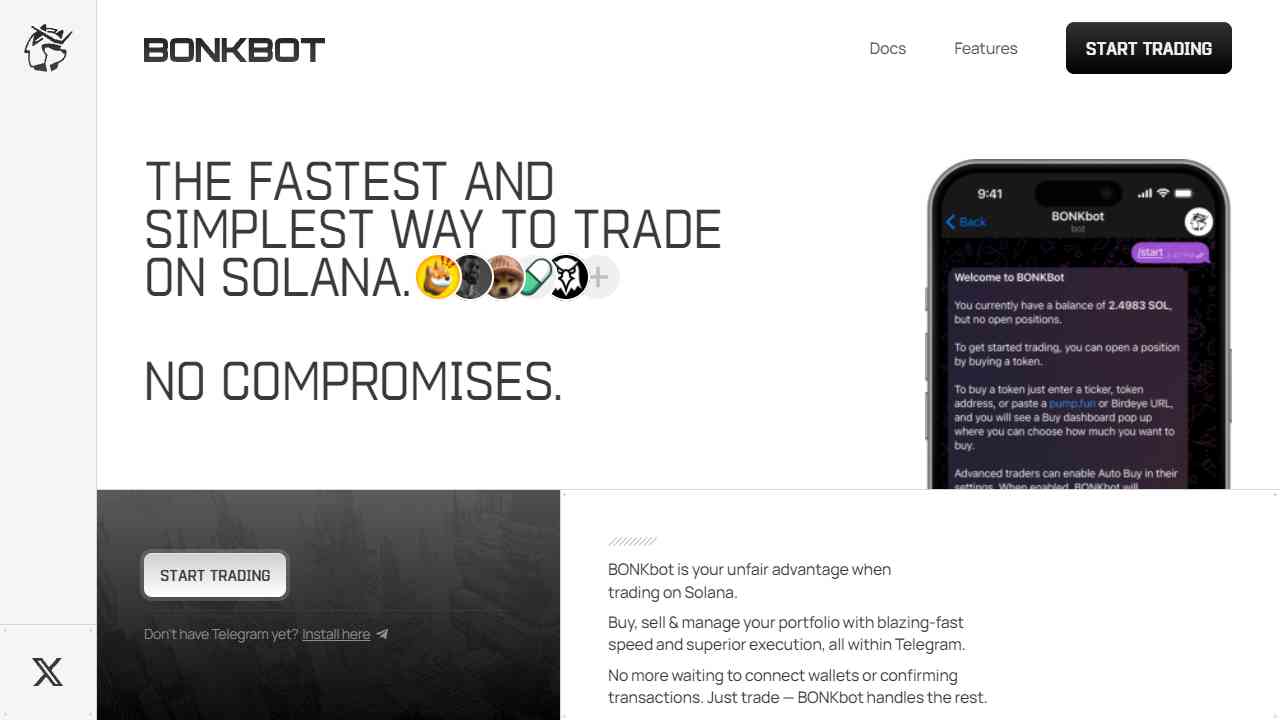 BONKBOT
Docs
Features
START TRADING
THE FASTEST AND
SIMPLEST WAY TO TRADE
ON SOLANA.
NO COMPROMISES.
9:41
Back
BONKbot
bot
/start
Welcome to BONKBot
You currently have a balance of 2.4983 SOL,
but no open positions.
To get started trading, you can open a position
by buying a token.
To buy a token just enter a ticker, token
address, or paste a pump.fun or Birdeye URL,
and you will see a Buy dashboard pop up
where you can choose how much you want to
buy.
Advanced traders can enable Auto Buy in their
settings. When enabled, BONKbot will
START TRADING
Don't have Telegram yet? Install here
BONKbot is your unfair advantage when
trading on Solana.
Buy, sell & manage your portfolio with blazing-fast
speed and superior execution, all within Telegram.
No more waiting to connect wallets or confirming
transactions. Just trade — BONKbot handles the rest.